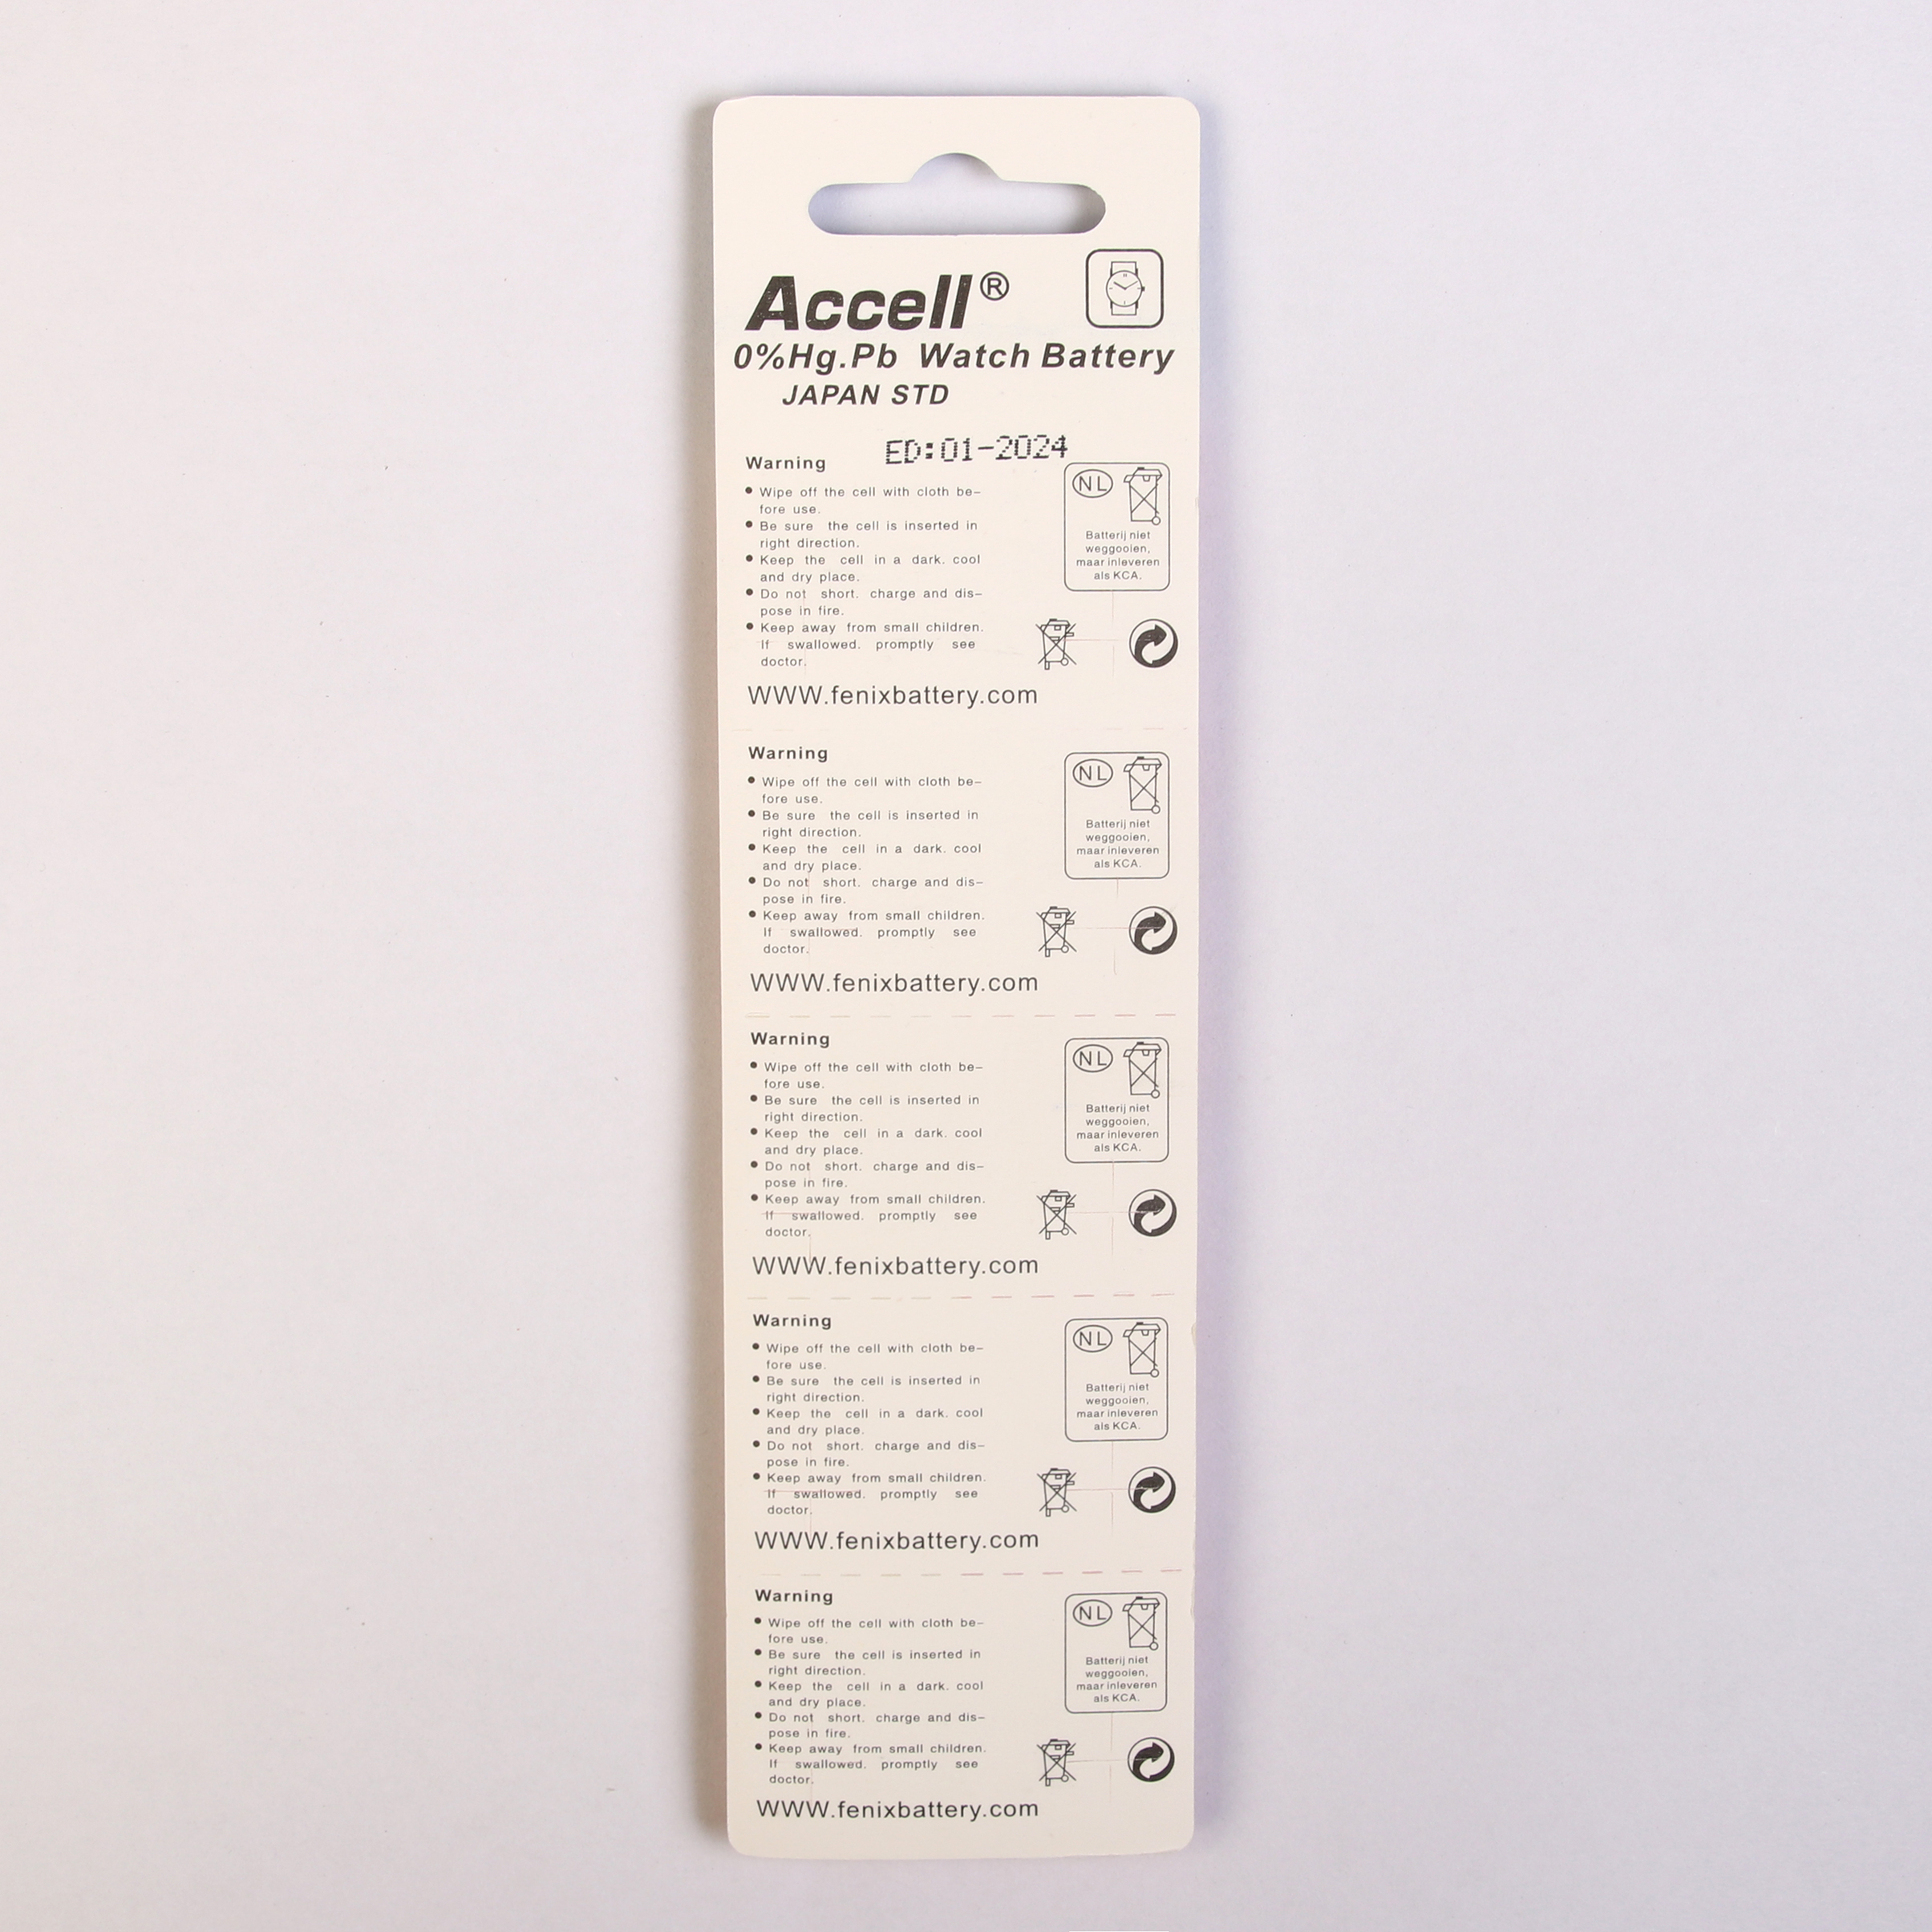 Accell®
0%Hg.Pb Watch Battery
JAPAN STD
ED:01-2024
Warning
• Wipe off the cell with cloth be-
fore use.
• Be sure the cell is inserted in
right direction.
• Keep the cell in a dark. cool
and dry place.
• Do not short. charge and dis-
pose in fire.
• Keep away from small children.
If swallowed. promptly see
doctor.
NL
Batterij niet
weggooien,
maar inleveren
als KCA.
WWW.fenixbattery.com
Warning
• Wipe off the cell with cloth be-
fore use.
• Be sure the cell is inserted in
right direction.
• Keep the cell in a dark. cool
and dry place.
• Do not short. charge and dis-
pose in fire.
• Keep away from small children.
If swallowed. promptly see
doctor.
NL
Batterij niet
weggooien,
maar inleveren
als KCA.
WWW.fenixbattery.com
Warning
• Wipe off the cell with cloth be-
fore use.
• Be sure the cell is inserted in
right direction.
• Keep the cell in a dark. cool
and dry place.
• Do not short. charge and dis-
pose in fire.
• Keep away from small children.
If swallowed. promptly see
doctor.
NL
Batterij niet
weggooien,
maar inleveren
als KCA.
WWW.fenixbattery.com
Warning
• Wipe off the cell with cloth be-
fore use.
• Be sure the cell is inserted in
right direction.
• Keep the cell in a dark. cool
and dry place.
• Do not short. charge and dis-
pose in fire.
• Keep away from small children.
If swallowed. promptly see
doctor.
NL
Batterij niet
weggooien,
maar inleveren
als KCA.
WWW.fenixbattery.com
Warning
• Wipe off the cell with cloth be-
fore use.
• Be sure the cell is inserted in
right direction.
• Keep the cell in a dark. cool
and dry place.
• Do not short. charge and dis-
pose in fire.
• Keep away from small children.
If swallowed. promptly see
doctor.
NL
Batterij niet
weggooien,
maar inleveren
als KCA.
WWW.fenixbattery.com